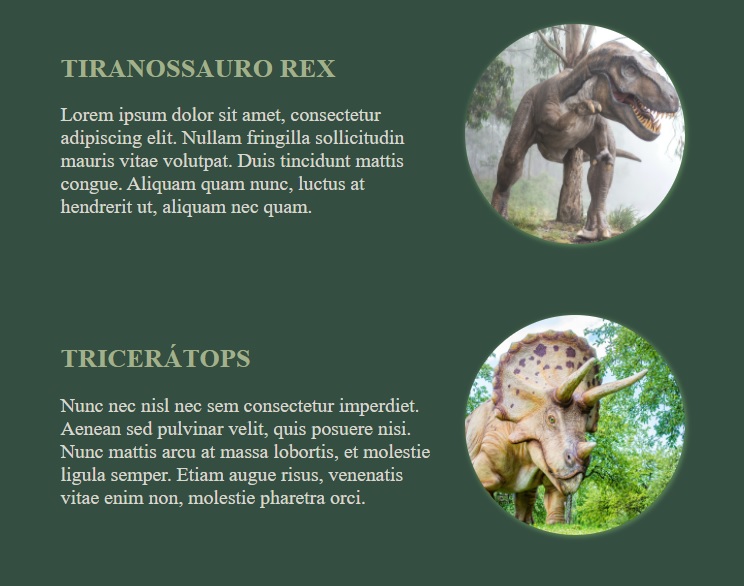 TIRANOSSAURO REX
Lorem ipsum dolor sit amet, consectetur
adipiscing elit. Nullam fringilla sollicitudin
mauris vitae volutpat. Duis tincidunt mattis
congue. Aliquam quam nunc, luctus at
hendrerit ut, aliquam nec quam.
TRICERÁTOPS
Nunc nec nisl nec sem consectetur imperdiet.
Aenean sed pulvinar velit, quis posuere nisi.
Nunc mattis arcu at massa lobortis, et molestie
ligula semper. Etiam augue risus, venenatis
vitae enim non, molestie pharetra orci.